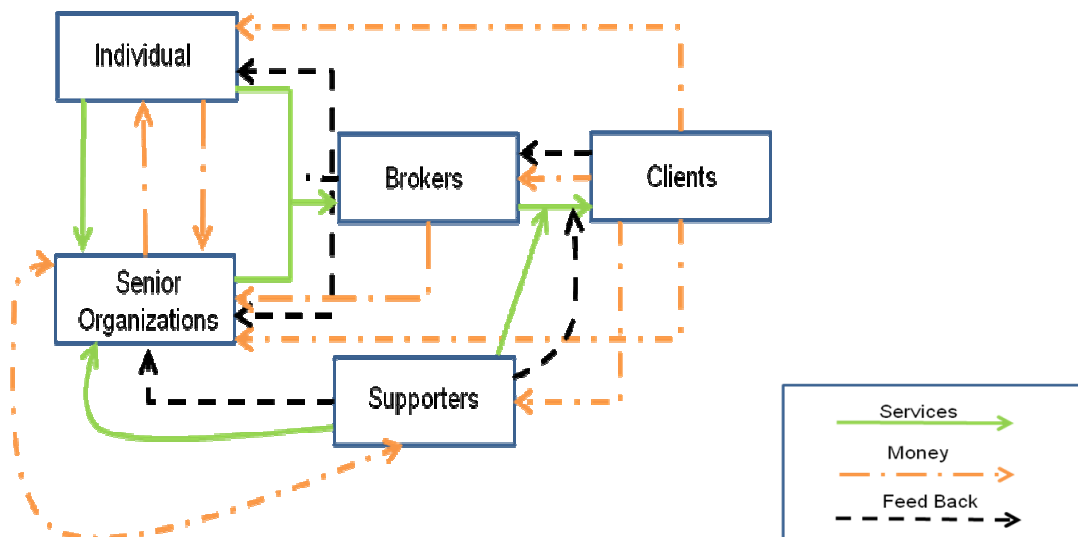 Individual
Brokers
Clients
Senior
Organizations
Supporters
Services
Money
Feed Back